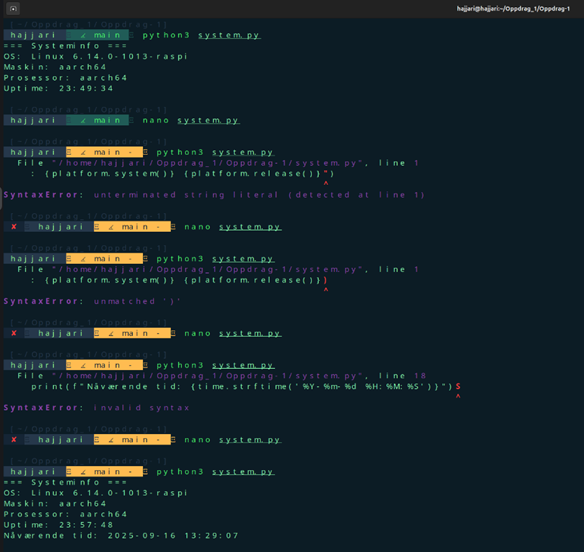 hajjari@hajjari:~/Oppdrag_1/Oppdrag-1
hajjari main python3 system.py
=== Systeminfo ===
OS: Linux 6.14.0-1013-raspi
Maskin: aarch64
Prosessor: aarch64
Uptime: 23:49:34
[~/Oppdrag_1/Oppdrag-1]
hajjari main nano system.py
[~/Oppdrag_1/Oppdrag-1]
hajjari main - python3 system.py
File "/home/hajjari/Oppdrag_1/Oppdrag-1/system.py", line 1
: {platform.system()} {platform.release()}")
^
SyntaxError: unterminated string literal (detected at line 1)
[~/Oppdrag_1/Oppdrag-1]
✘ hajjari main - nano system.py
[~/Oppdrag_1/Oppdrag-1]
hajjari main - python3 system.py
File "/home/hajjari/Oppdrag_1/Oppdrag-1/system.py", line 1
: {platform.system()} {platform.release()})
^
SyntaxError: unmatched '}'
[~/Oppdrag_1/Oppdrag-1]
✘ hajjari main - nano system.py
[~/Oppdrag_1/Oppdrag-1]
hajjari main - python3 system.py
File "/home/hajjari/Oppdrag_1/Oppdrag-1/system.py", line 18
print(f"Nåværende tid: {time.strftime('%Y-%m-%d %H:%M:%S')}")S
^
SyntaxError: invalid syntax
[~/Oppdrag_1/Oppdrag-1]
✘ hajjari main - nano system.py
[~/Oppdrag_1/Oppdrag-1]
hajjari main - python3 system.py
=== Systeminfo ===
OS: Linux 6.14.0-1013-raspi
Maskin: aarch64
Prosessor: aarch64
Uptime: 23:57:48
Nåværende tid: 2025-09-16 13:29:07